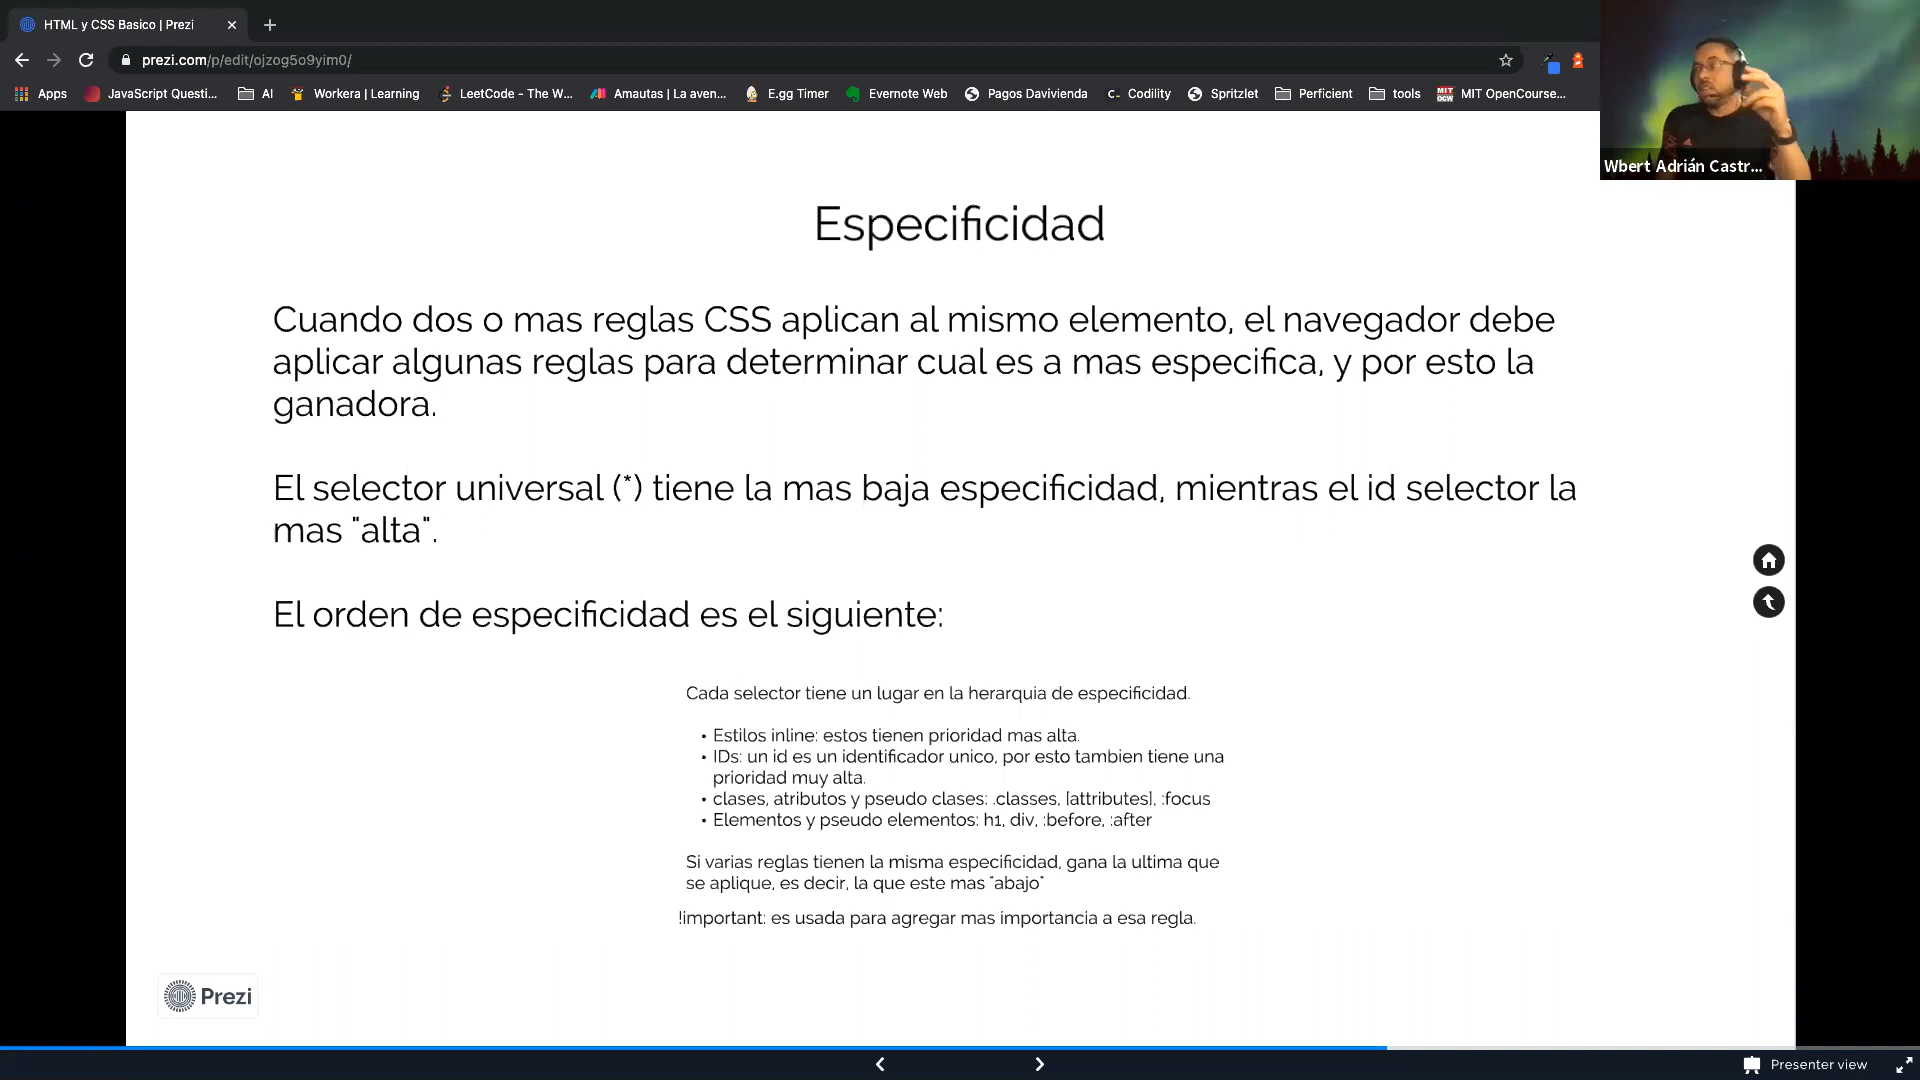 HTML y CSS Basico | Prezi
prezi.com/p/edit/ojzog5o9yim0/
Apps
JavaScript Questi...
AI
Workera | Learning
LeetCode - The W...
Amautas | La aven...
E.gg Timer
Evernote Web
Pagos Davivienda
Codility
Spritzlet
Perficient
tools
MIT OpenCourse...
Wbert Adrián Castr...
Especificidad
Cuando dos o mas reglas CSS aplican al mismo elemento, el navegador debe
aplicar algunas reglas para determinar cual es a mas especifica, y por esto la
ganadora.
El selector universal (*) tiene la mas baja especificidad, mientras el id selector la
mas "alta".
El orden de especificidad es el siguiente:
Cada selector tiene un lugar en la herarquia de especificidad.
• Estilos inline: estos tienen prioridad mas alta.
• IDs: un id es un identificador unico, por esto tambien tiene una
prioridad muy alta.
• clases, atributos y pseudo clases: .classes, [attributes], :focus
• Elementos y pseudo elementos: h1, div, :before, :after
Si varias reglas tienen la misma especificidad, gana la ultima que
se aplique, es decir, la que este mas "abajo"
!important: es usada para agregar mas importancia a esa regla.
Prezi
Presenter view